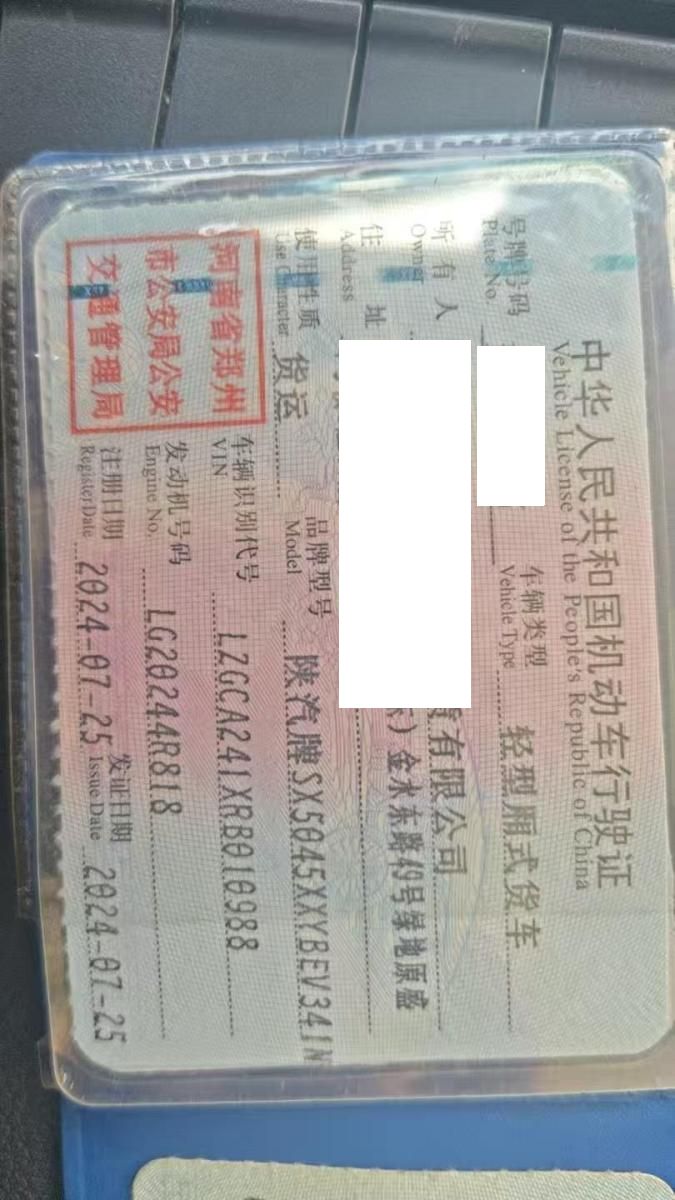 中华人民共和国机动车行驶证
Vehicle License of the People's Republic of China
号牌号码
Plate No.
车辆类型
Vehicle Type
轻型厢式货车
所有人
Owner
有限公司
住址
Address
金水东路49号绿地原盛
使用性质
Use Character
货运
品牌型号
Model
陕汽牌SX5045XXYBEV341N
河南省郑州
市公安局公安
交通管理局
车辆识别代号
VIN
LZGCA241XRB010988
发动机号码
Engine No.
LG20244R818
注册日期
Register Date
2024-07-25
发证日期
Issue Date
2024-07-25